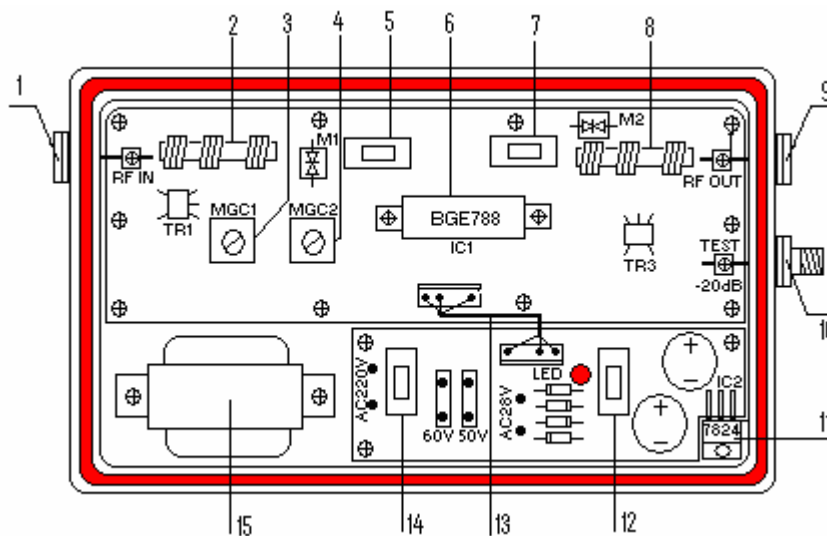 1
2
3
4
5
6
7
8
9
M1
M2
RF IN
RF OUT
MGC1
MGC2
BGE788
IC1
TR1
TR3
TEST
-20dB
10
AC220V
60V 50V
LED
AC28V
IC2
7824
15
14
13
12